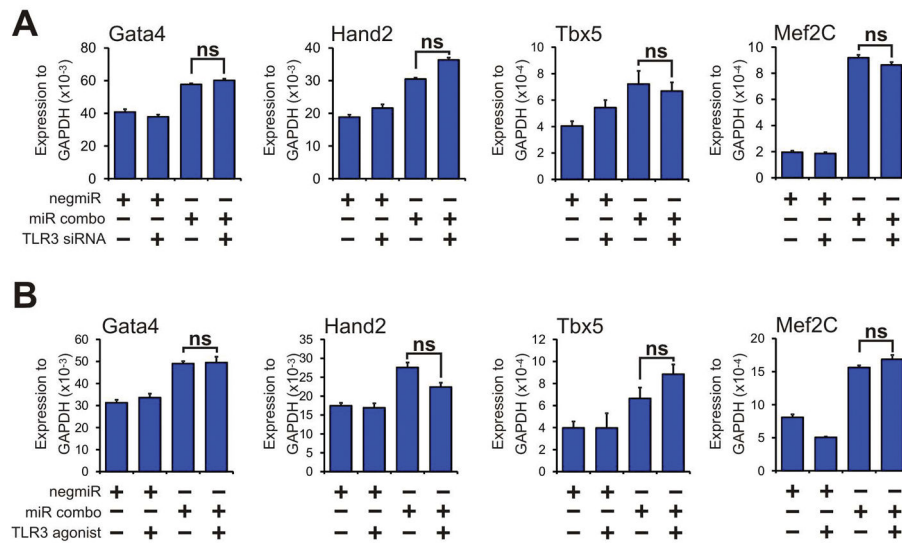 A
Gata4
Hand2
Tbx5
Mef2C
Expression to
GAPDH (x10-3)
80
60
40
20
0
ns
Expression to
GAPDH (x10-3)
40
30
20
10
0
ns
Expression to
GAPDH (x10-4)
10
8
6
4
2
0
ns
Expression to
GAPDH (x10-4)
10
8
6
4
2
0
ns
negmiR + + − − + + − − + + − − + + − −
miR combo − − + + − − + + − − + + − − + +
TLR3 siRNA − + − + − + − + − + − + − + − +
B
Gata4
Hand2
Tbx5
Mef2C
Expression to
GAPDH (x10-3)
60
50
40
30
20
10
0
ns
Expression to
GAPDH (x10-3)
35
30
25
20
15
10
5
0
ns
Expression to
GAPDH (x10-4)
12
10
8
6
4
2
0
ns
Expression to
GAPDH (x10-4)
20
15
10
5
0
ns
negmiR + + − − + + − − + + − − + + − −
miR combo − − + + − − + + − − + + − − + +
TLR3 agonist − + − + − + − + − + − + − + − +